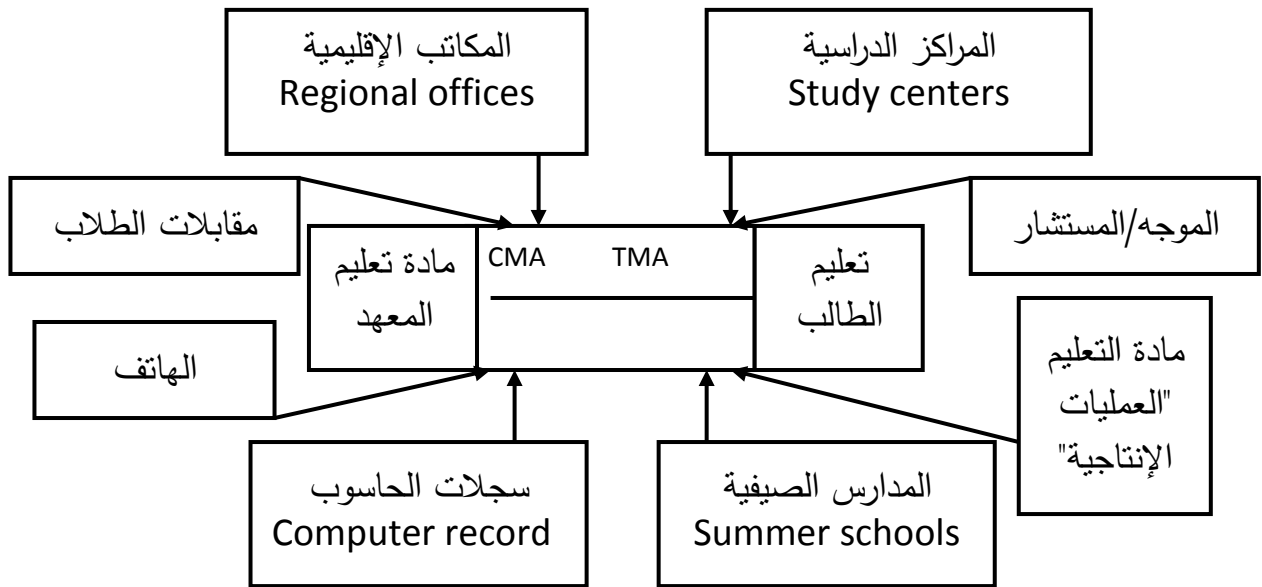 المراكز الدراسية
Study centers
المكاتب الإقليمية
Regional offices
الموجه/المستشار
مقابلات الطلاب
تعليم
الطالب
CMA TMA
مادة تعليم
المعهد
مادة التعليم
"العمليات
الإنتاجية"
الهاتف
المدارس الصيفية
Summer schools
سجلات الحاسوب
Computer record